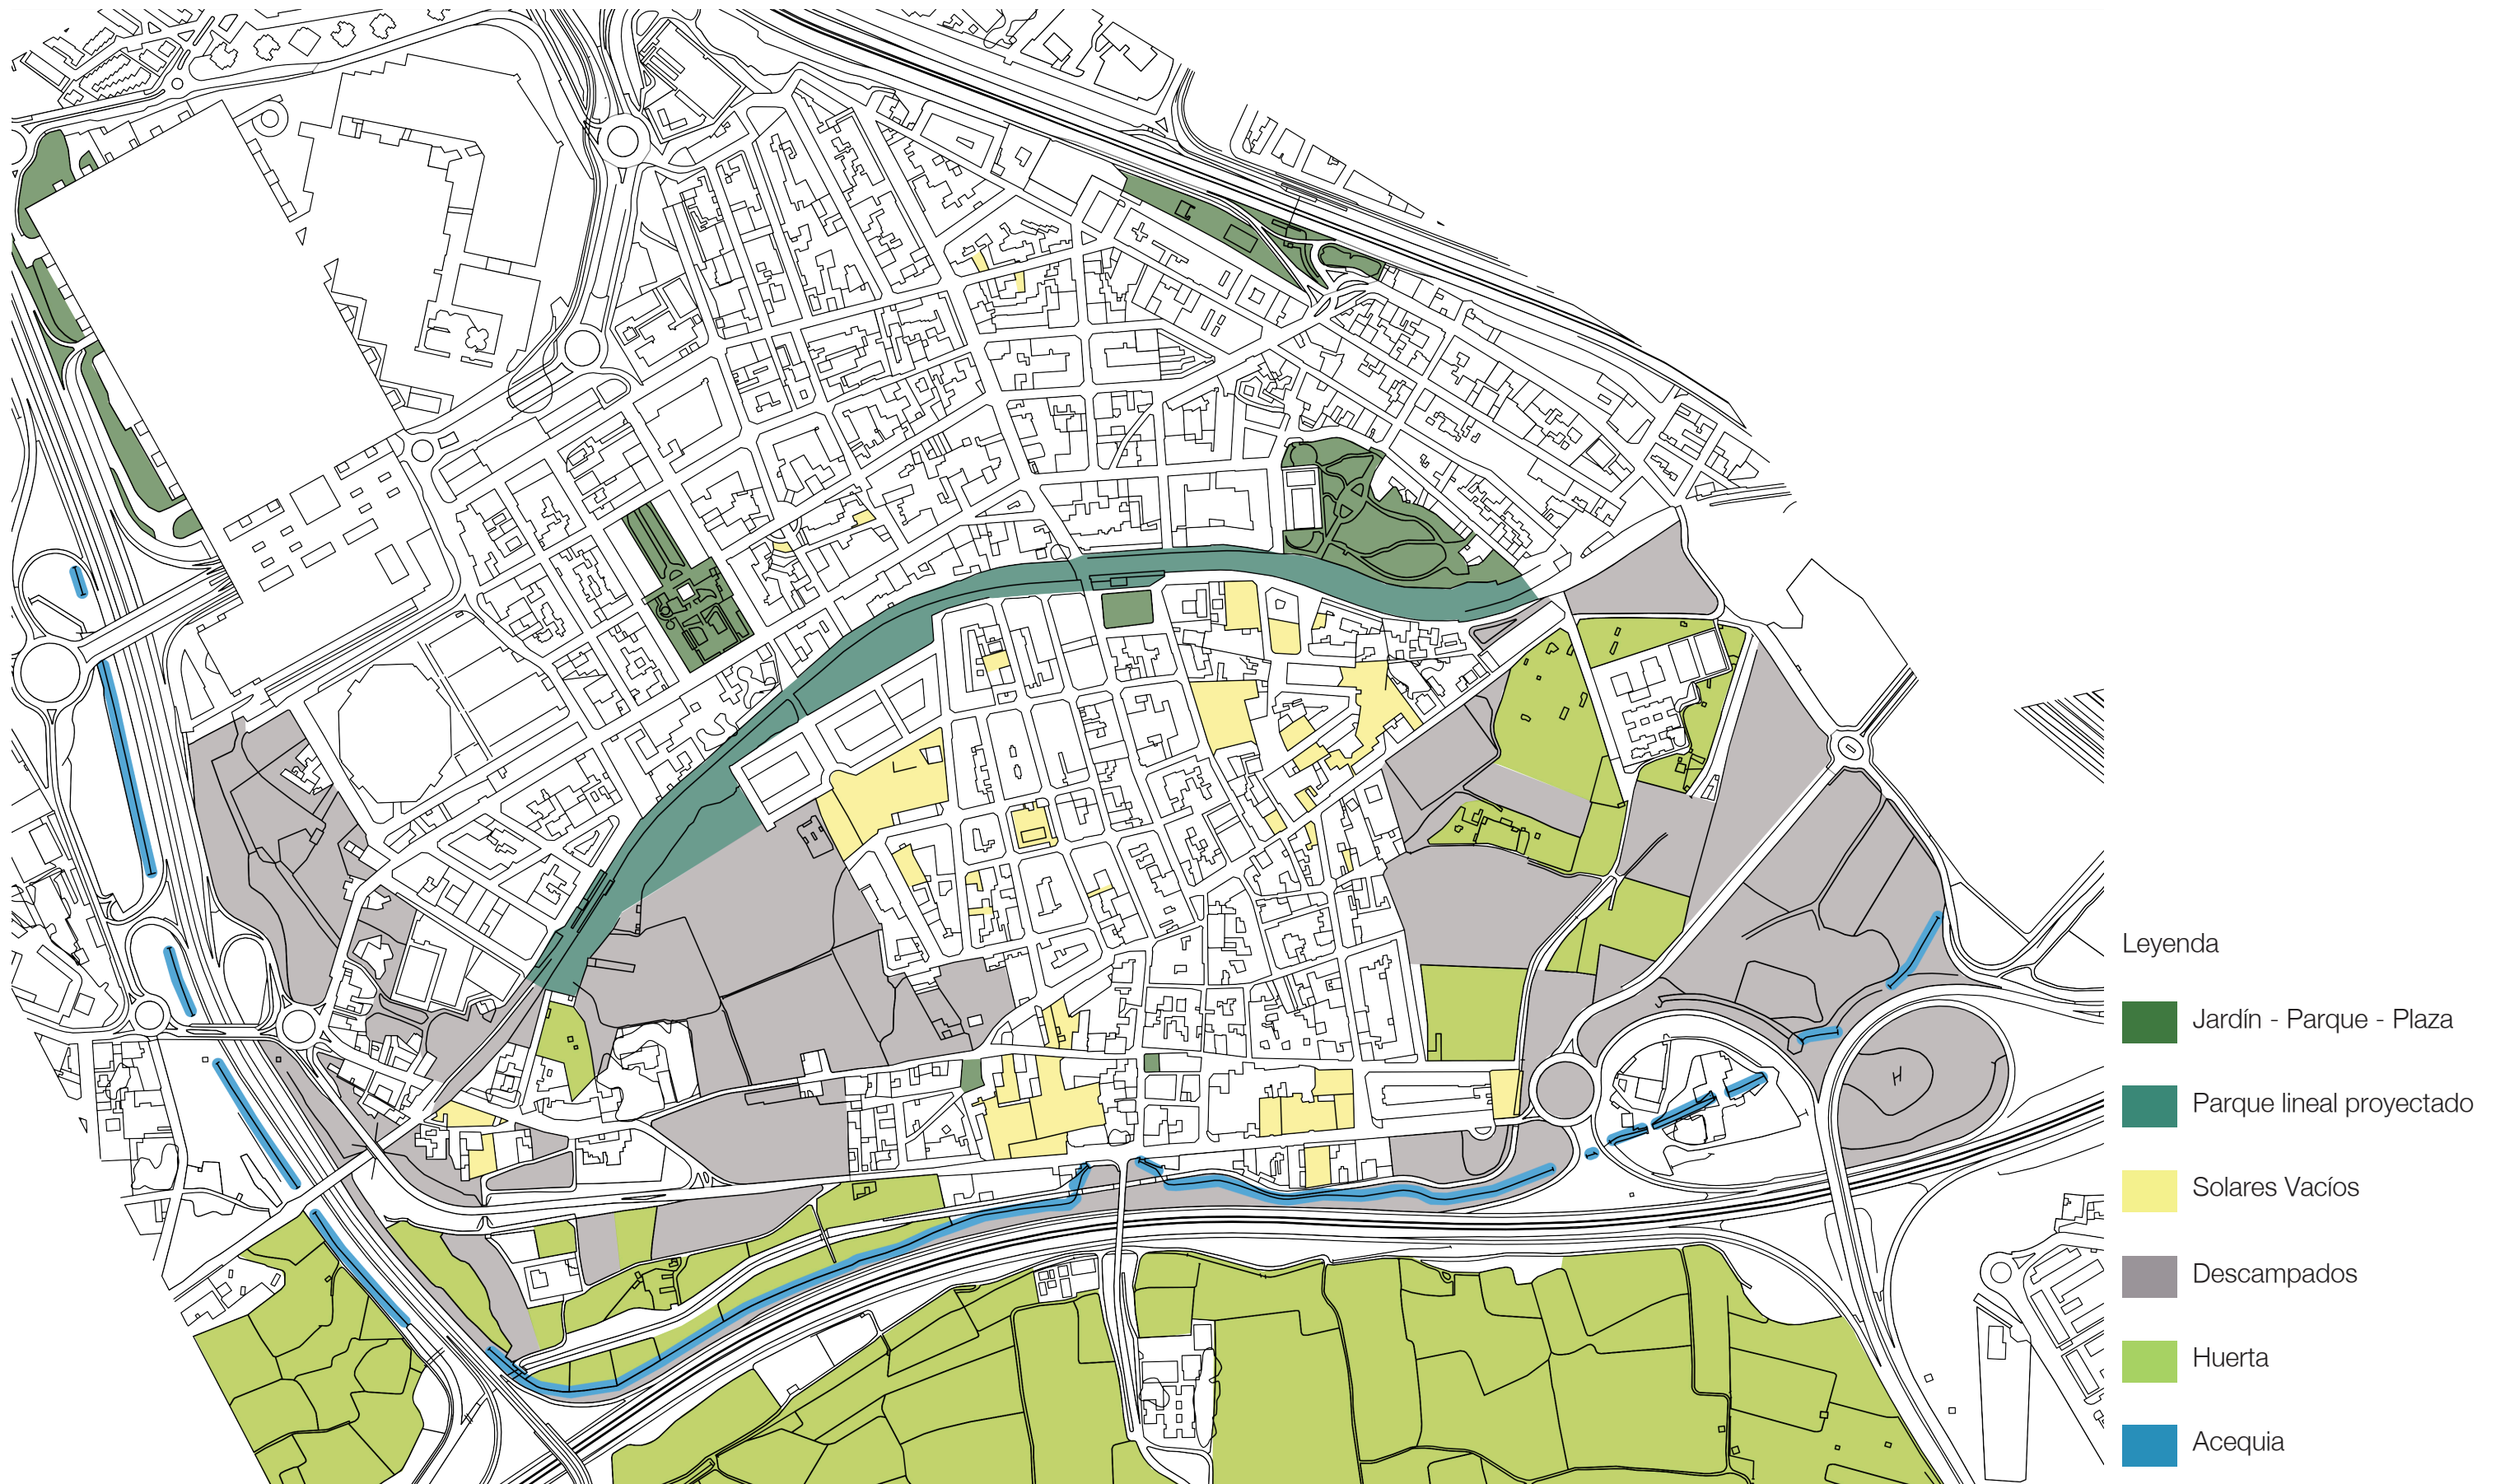 Leyenda
Jardín - Parque - Plaza
Parque lineal proyectado
Solares Vacíos
Descampados
Huerta
Acequia
H